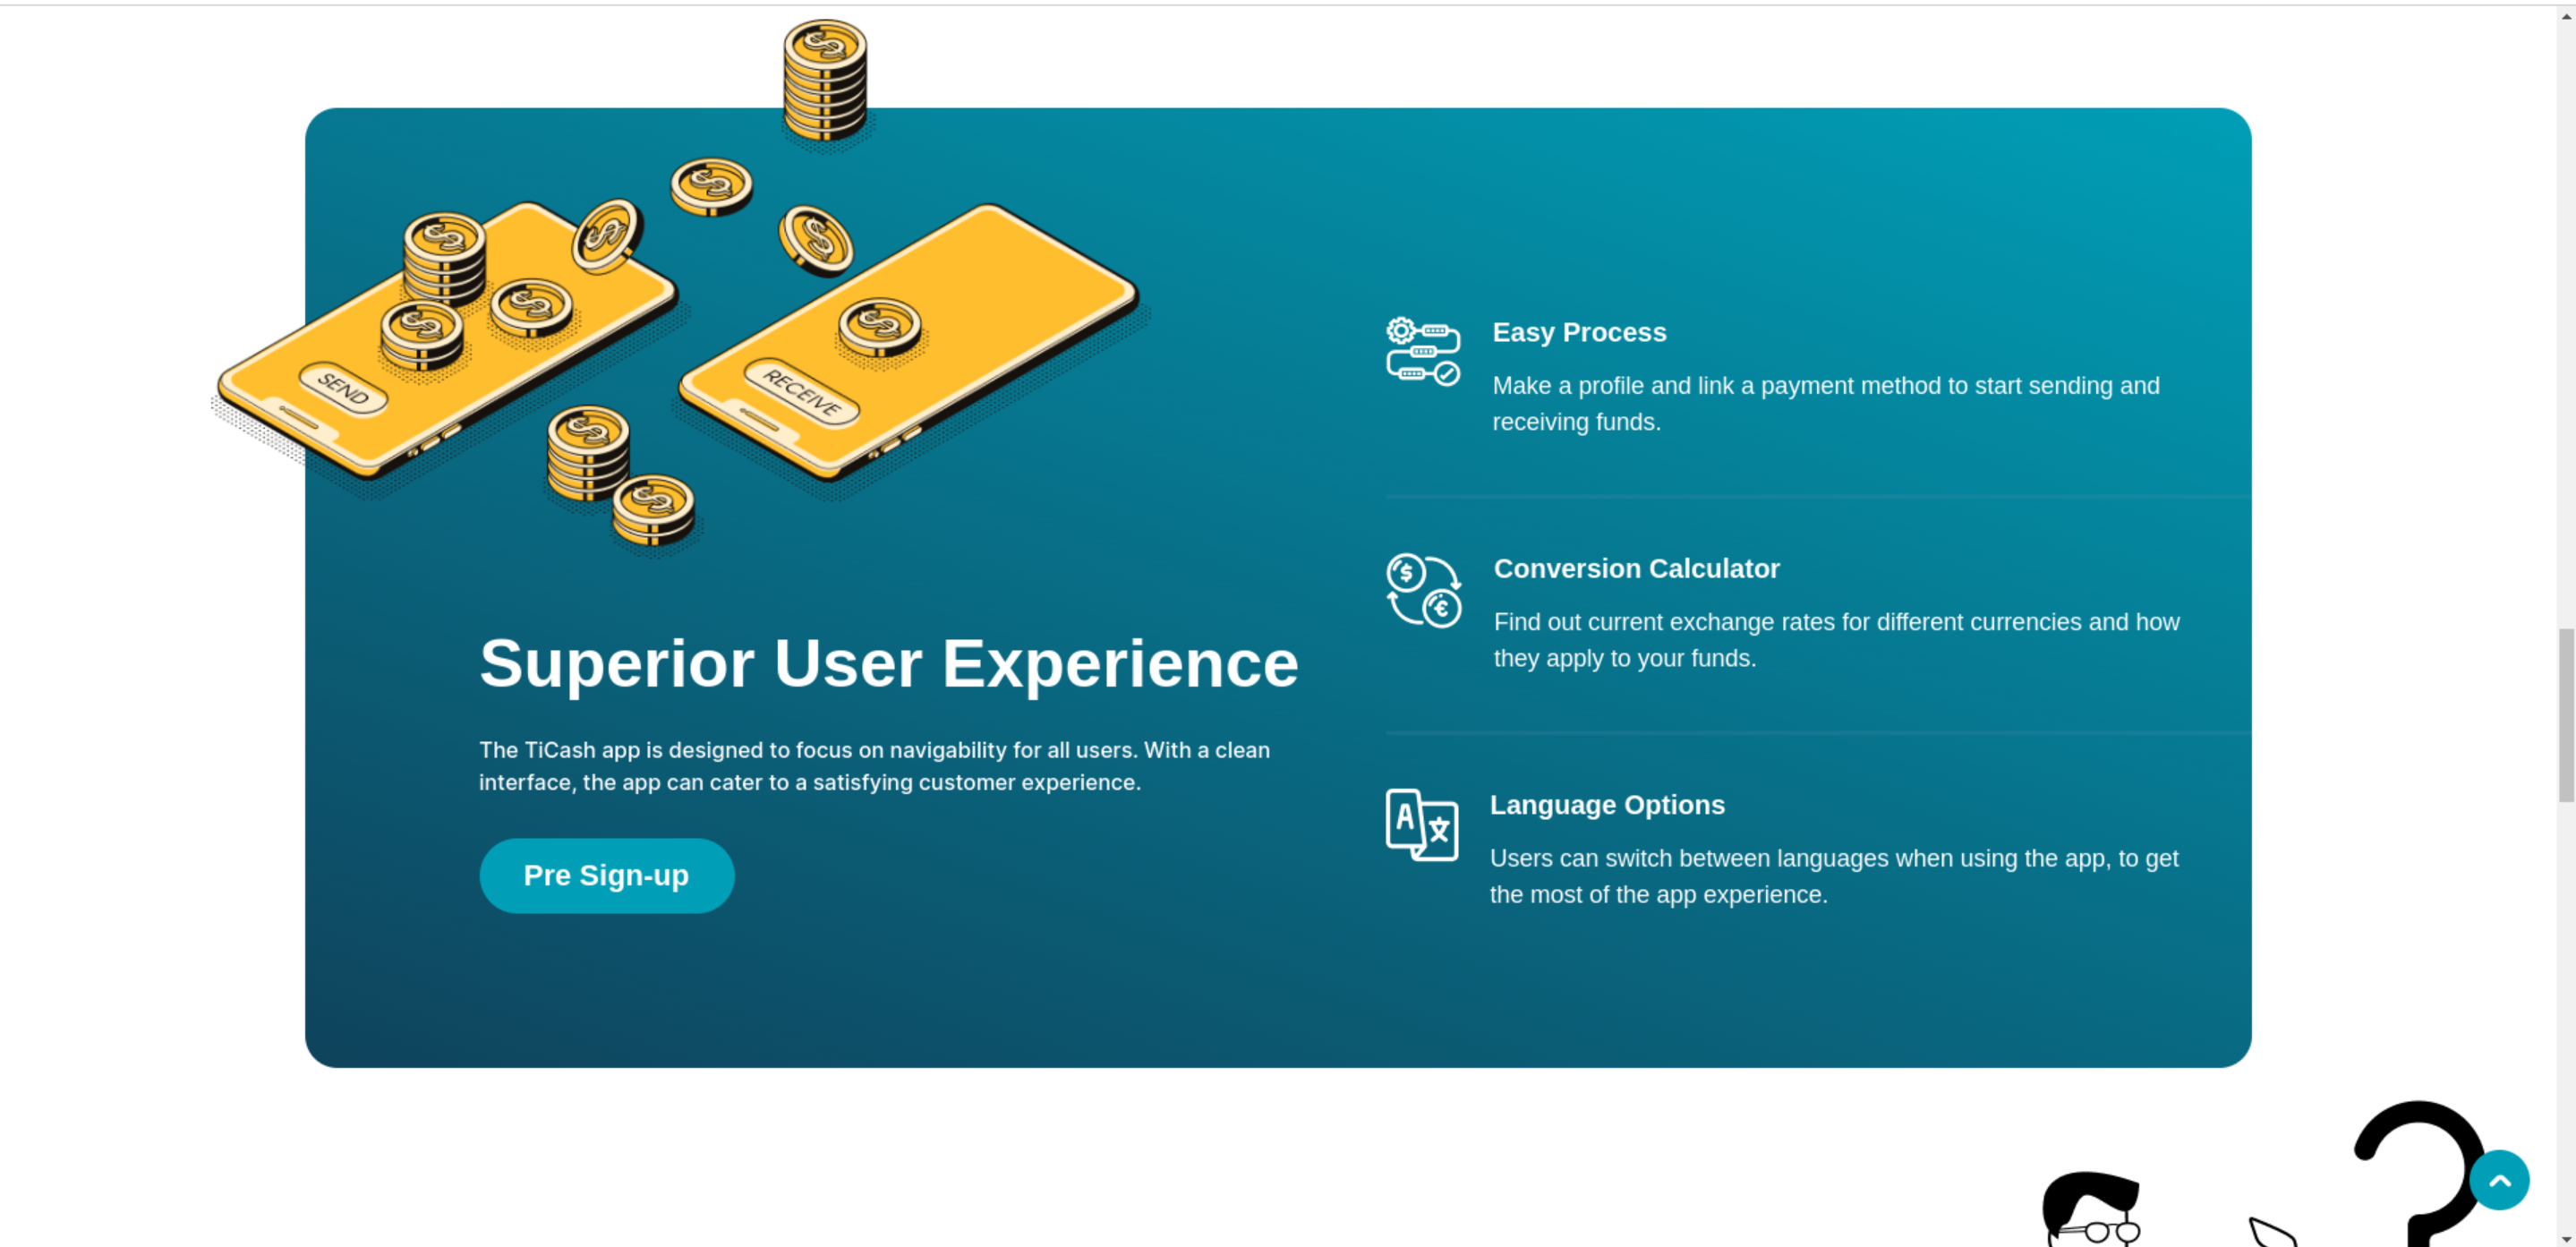 SEND
RECEIVE
Superior User Experience
The TiCash app is designed to focus on navigability for all users. With a clean
interface, the app can cater to a satisfying customer experience.
Pre Sign-up
Easy Process
Make a profile and link a payment method to start sending and
receiving funds.
Conversion Calculator
Find out current exchange rates for different currencies and how
they apply to your funds.
Language Options
Users can switch between languages when using the app, to get
the most of the app experience.